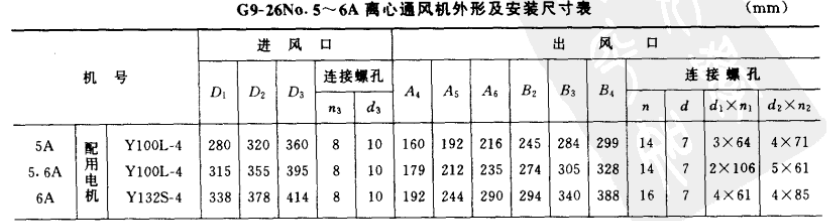 G9-26No.5～6A 离心通风机外形及安装尺寸表 （mm）
机 号 进 风 口 出 风 口
D1 D2 D3 连接螺孔 A4 A5 A6 B2 B3 B4 连 接 螺 孔
n3 d3 n d d1×n1 d2×n2
5A 配用电机 Y100L-4 280 320 360 8 10 160 192 216 245 284 299 14 7 3×64 4×71
5.6A Y100L-4 315 355 395 8 10 179 212 235 274 305 328 14 7 2×106 5×61
6A Y132S-4 338 378 414 8 10 192 244 290 294 340 388 16 7 4×61 4×85